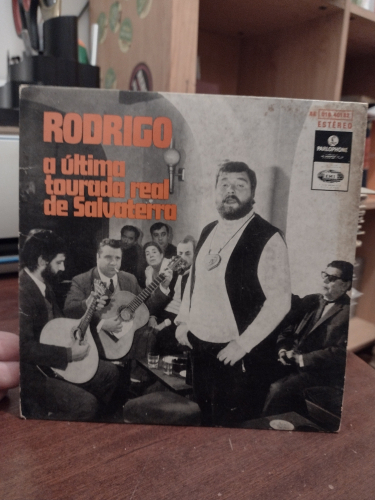 RODRIGO
a última
tourada real
de Salvaterra
ESTÉREO
PARLOPHONE